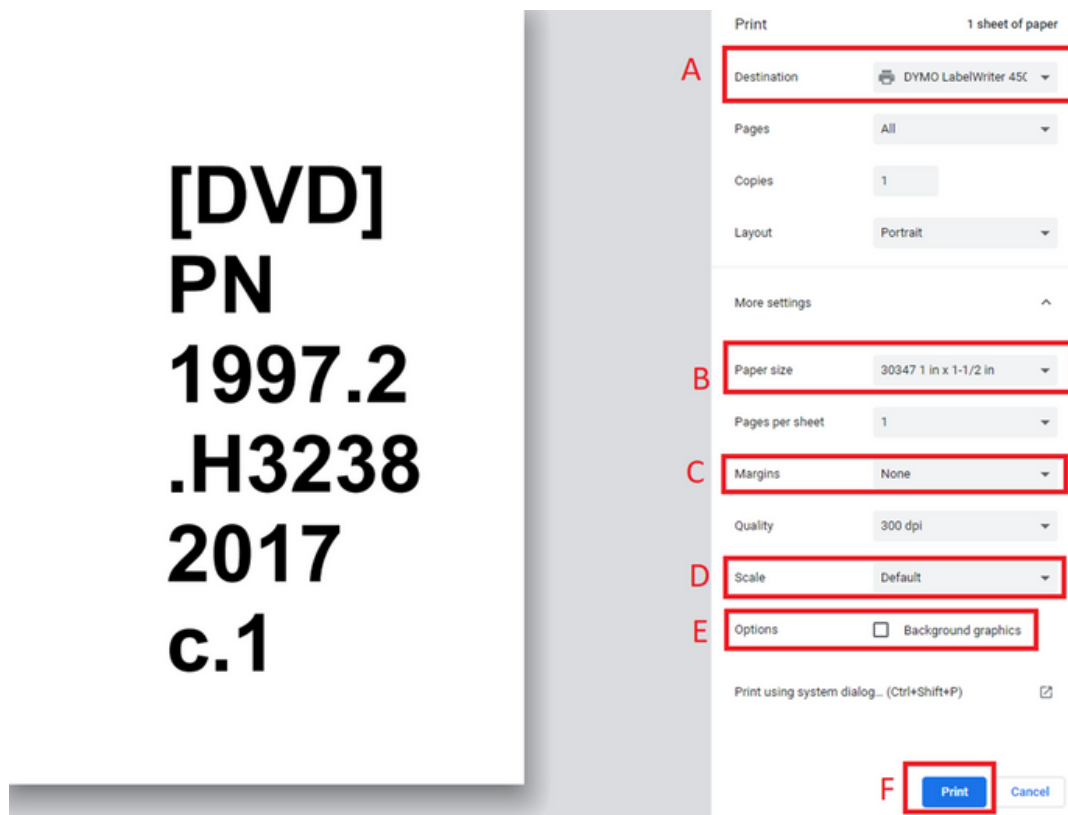 [DVD]
PN
1997.2
.H3238
2017
c.1
Print 1 sheet of paper
A Destination DYMO LabelWriter 450
Pages All
Copies 1
Layout Portrait
More settings
B Paper size 30347 1 in x 1-1/2 in
Pages per sheet 1
C Margins None
Quality 300 dpi
D Scale Default
E Options Background graphics
Print using system dialog... (Ctrl+Shift+P)
F Print Cancel